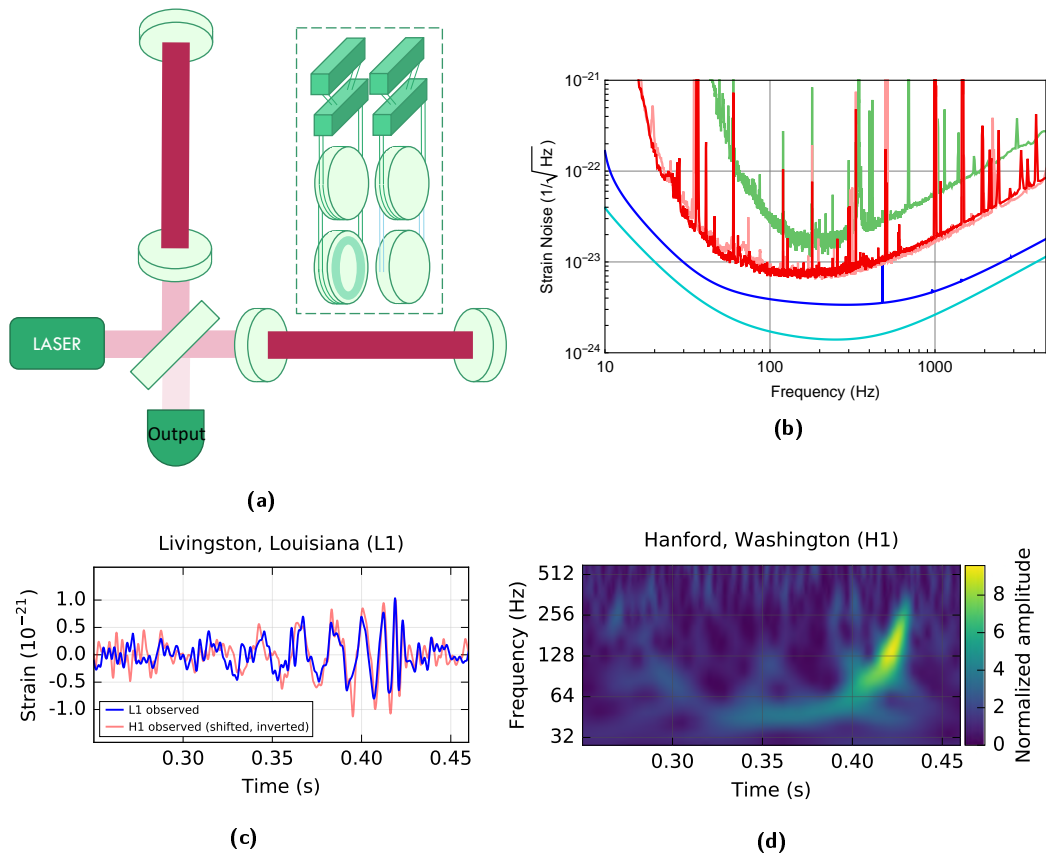 LASER
Output
(a)
Strain Noise (1/√Hz)
10⁻²¹
10⁻²²
10⁻²³
10⁻²⁴
10 100 1000
Frequency (Hz)
(b)
Livingston, Louisiana (L1)
Strain (10⁻²¹)
1.0
0.5
0.0
-0.5
-1.0
L1 observed
H1 observed (shifted, inverted)
0.30 0.35 0.40 0.45
Time (s)
(c)
Hanford, Washington (H1)
Frequency (Hz)
512
256
128
64
32
0.30 0.35 0.40 0.45
Time (s)
8
6
4
2
0
Normalized amplitude
(d)